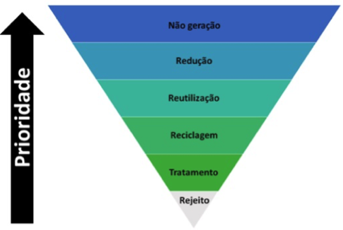 Prioridade
Não geração
Redução
Reutilização
Reciclagem
Tratamento
Rejeito